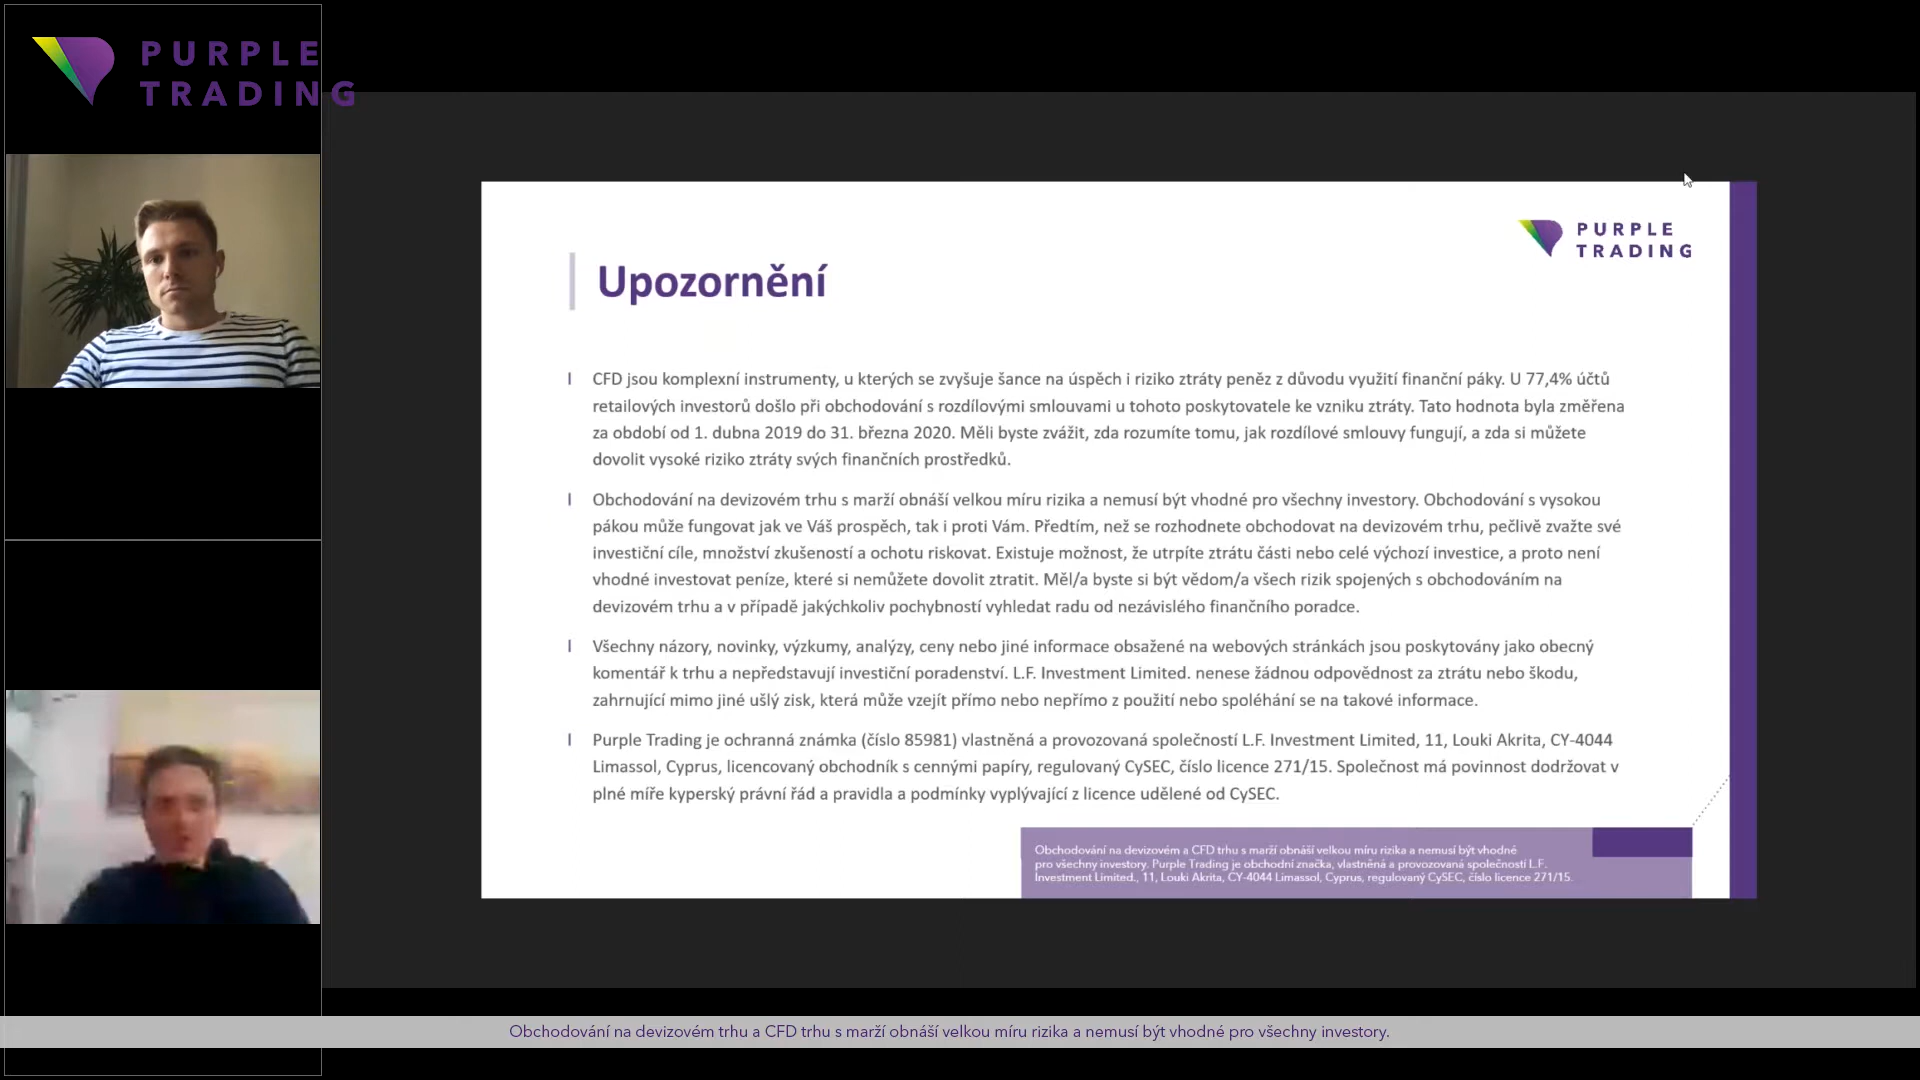 PURPLE
TRADING
PURPLE
TRADING
Upozornění
CFD jsou komplexní instrumenty, u kterých se zvyšuje šance na úspěch i riziko ztráty peněz z důvodu využití finanční páky. U 77,4% účtů
retailových investorů došlo při obchodování s rozdílovými smlouvami u tohoto poskytovatele ke vzniku ztráty. Tato hodnota byla změřena
za období od 1. dubna 2019 do 31. března 2020. Měli byste zvážit, zda rozumíte tomu, jak rozdílové smlouvy fungují, a zda si můžete
dovolit vysoké riziko ztráty svých finančních prostředků.
Obchodování na devizovém trhu s marží obnáší velkou míru rizika a nemusí být vhodné pro všechny investory. Obchodování s vysokou
pákou může fungovat jak ve Váš prospěch, tak i proti Vám. Předtím, než se rozhodnete obchodovat na devizovém trhu, pečlivě zvažte své
investiční cíle, množství zkušeností a ochotu riskovat. Existuje možnost, že utrpíte ztrátu části nebo celé výchozí investice, a proto není
vhodné investovat peníze, které si nemůžete dovolit ztratit. Měl/a byste si být vědom/a všech rizik spojených s obchodováním na
devizovém trhu a v případě jakýchkoliv pochybností vyhledat radu od nezávislého finančního poradce.
Všechny názory, novinky, výzkumy, analýzy, ceny nebo jiné informace obsažené na webových stránkách jsou poskytovány jako obecný
komentář k trhu a nepředstavují investiční poradenství. L.F. Investment Limited. nenese žádnou odpovědnost za ztrátu nebo škodu,
zahrnující mimo jiné ušlý zisk, která může vzejít přímo nebo nepřímo z použití nebo spoléhání se na takové informace.
Purple Trading je ochranná známka (číslo 85981) vlastněná a provozovaná společností L.F. Investment Limited, 11, Louki Akrita, CY-4044
Limassol, Cyprus, licencovaný obchodník s cennými papíry, regulovaný CySEC, číslo licence 271/15. Společnost má povinnost dodržovat v
plné míře kyperský právní řád a pravidla a podmínky vyplývající z licence udělené od CySEC.
Obchodování na devizovém a CFD trhu s marží obnáší velkou míru rizika a nemusí být vhodné
pro všechny investory. Purple Trading je obchodní značka, vlastněná a provozovaná společností L.F.
Investment Limited., 11, Louki Akrita, CY-4044 Limassol, Cyprus, regulovaný CySEC, číslo licence 271/15.
Obchodování na devizovém trhu a CFD trhu s marží obnáší velkou míru rizika a nemusí být vhodné pro všechny investory.